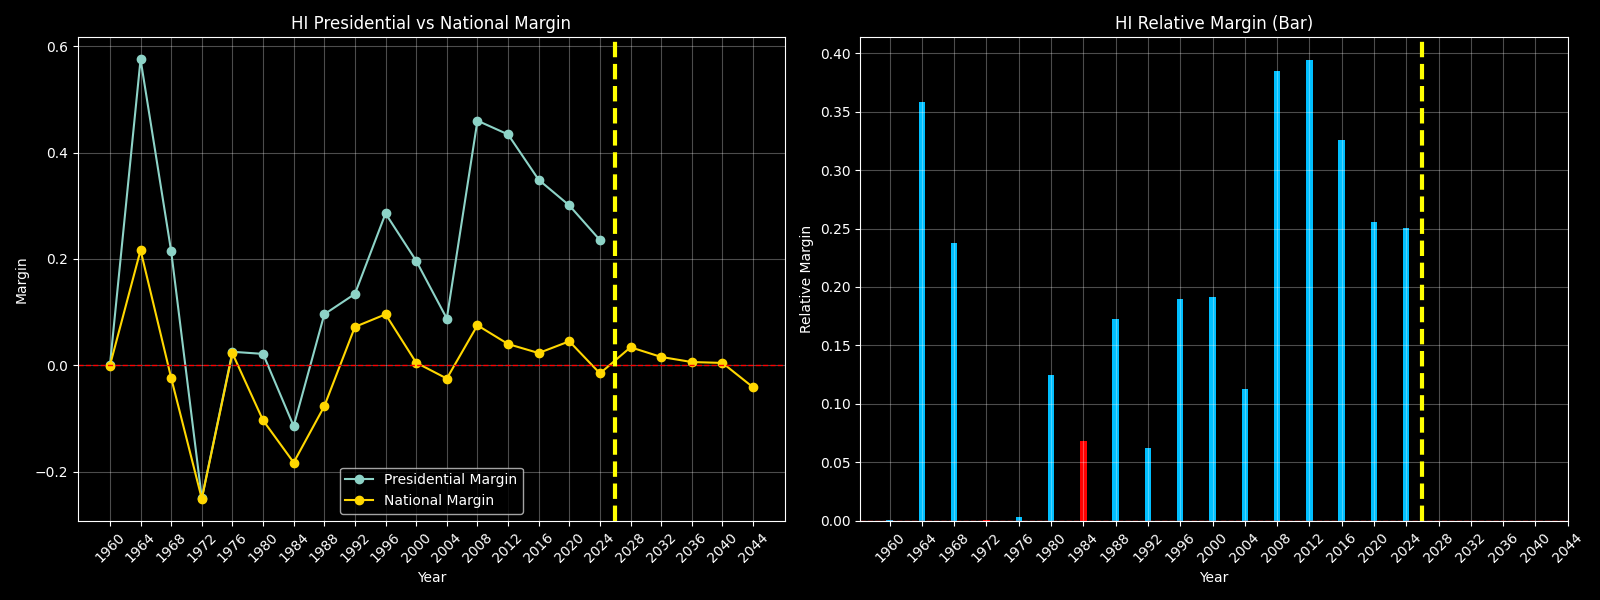 HI Presidential vs National Margin
0.6
0.4
0.2
0.0
−0.2
Margin
Presidential Margin
National Margin
1960 1964 1968 1972 1976 1980 1984 1988 1992 1996 2000 2004 2008 2012 2016 2020 2024 2028 2032 2036 2040 2044
Year
HI Relative Margin (Bar)
0.40
0.35
0.30
0.25
0.20
0.15
0.10
0.05
0.00
Relative Margin
1960 1964 1968 1972 1976 1980 1984 1988 1992 1996 2000 2004 2008 2012 2016 2020 2024 2028 2032 2036 2040 2044
Year